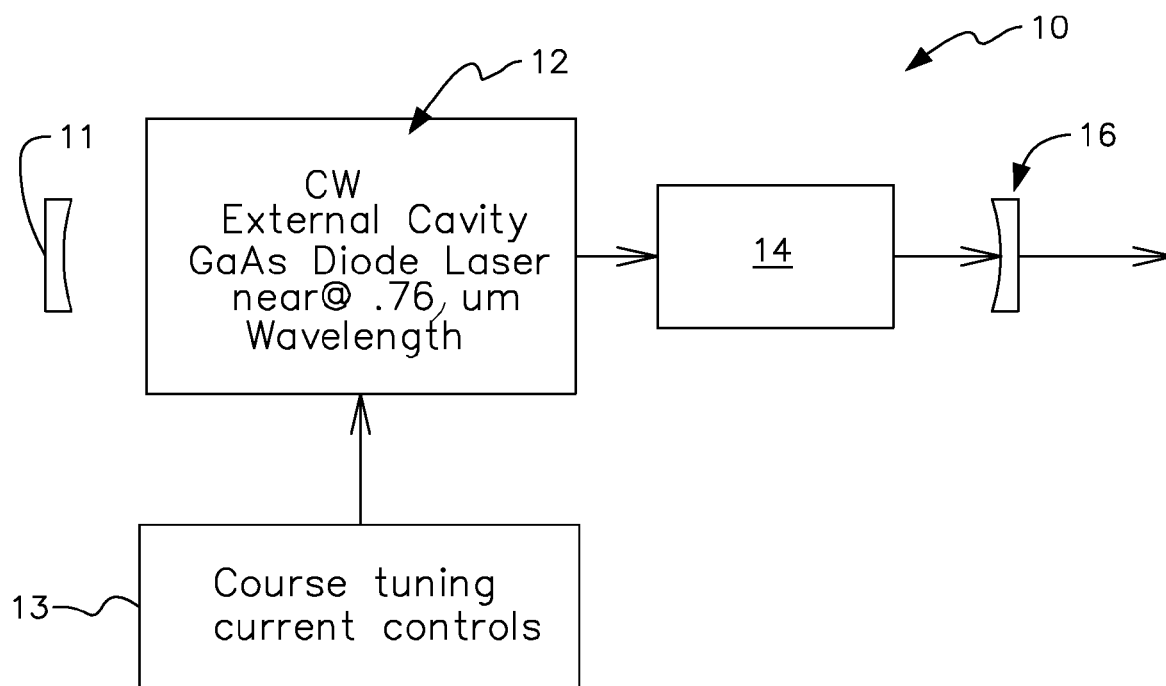 10
12
11
16
CW
External Cavity
GaAs Diode Laser
near@ .76, um
Wavelength
14
13
Course tuning
current controls